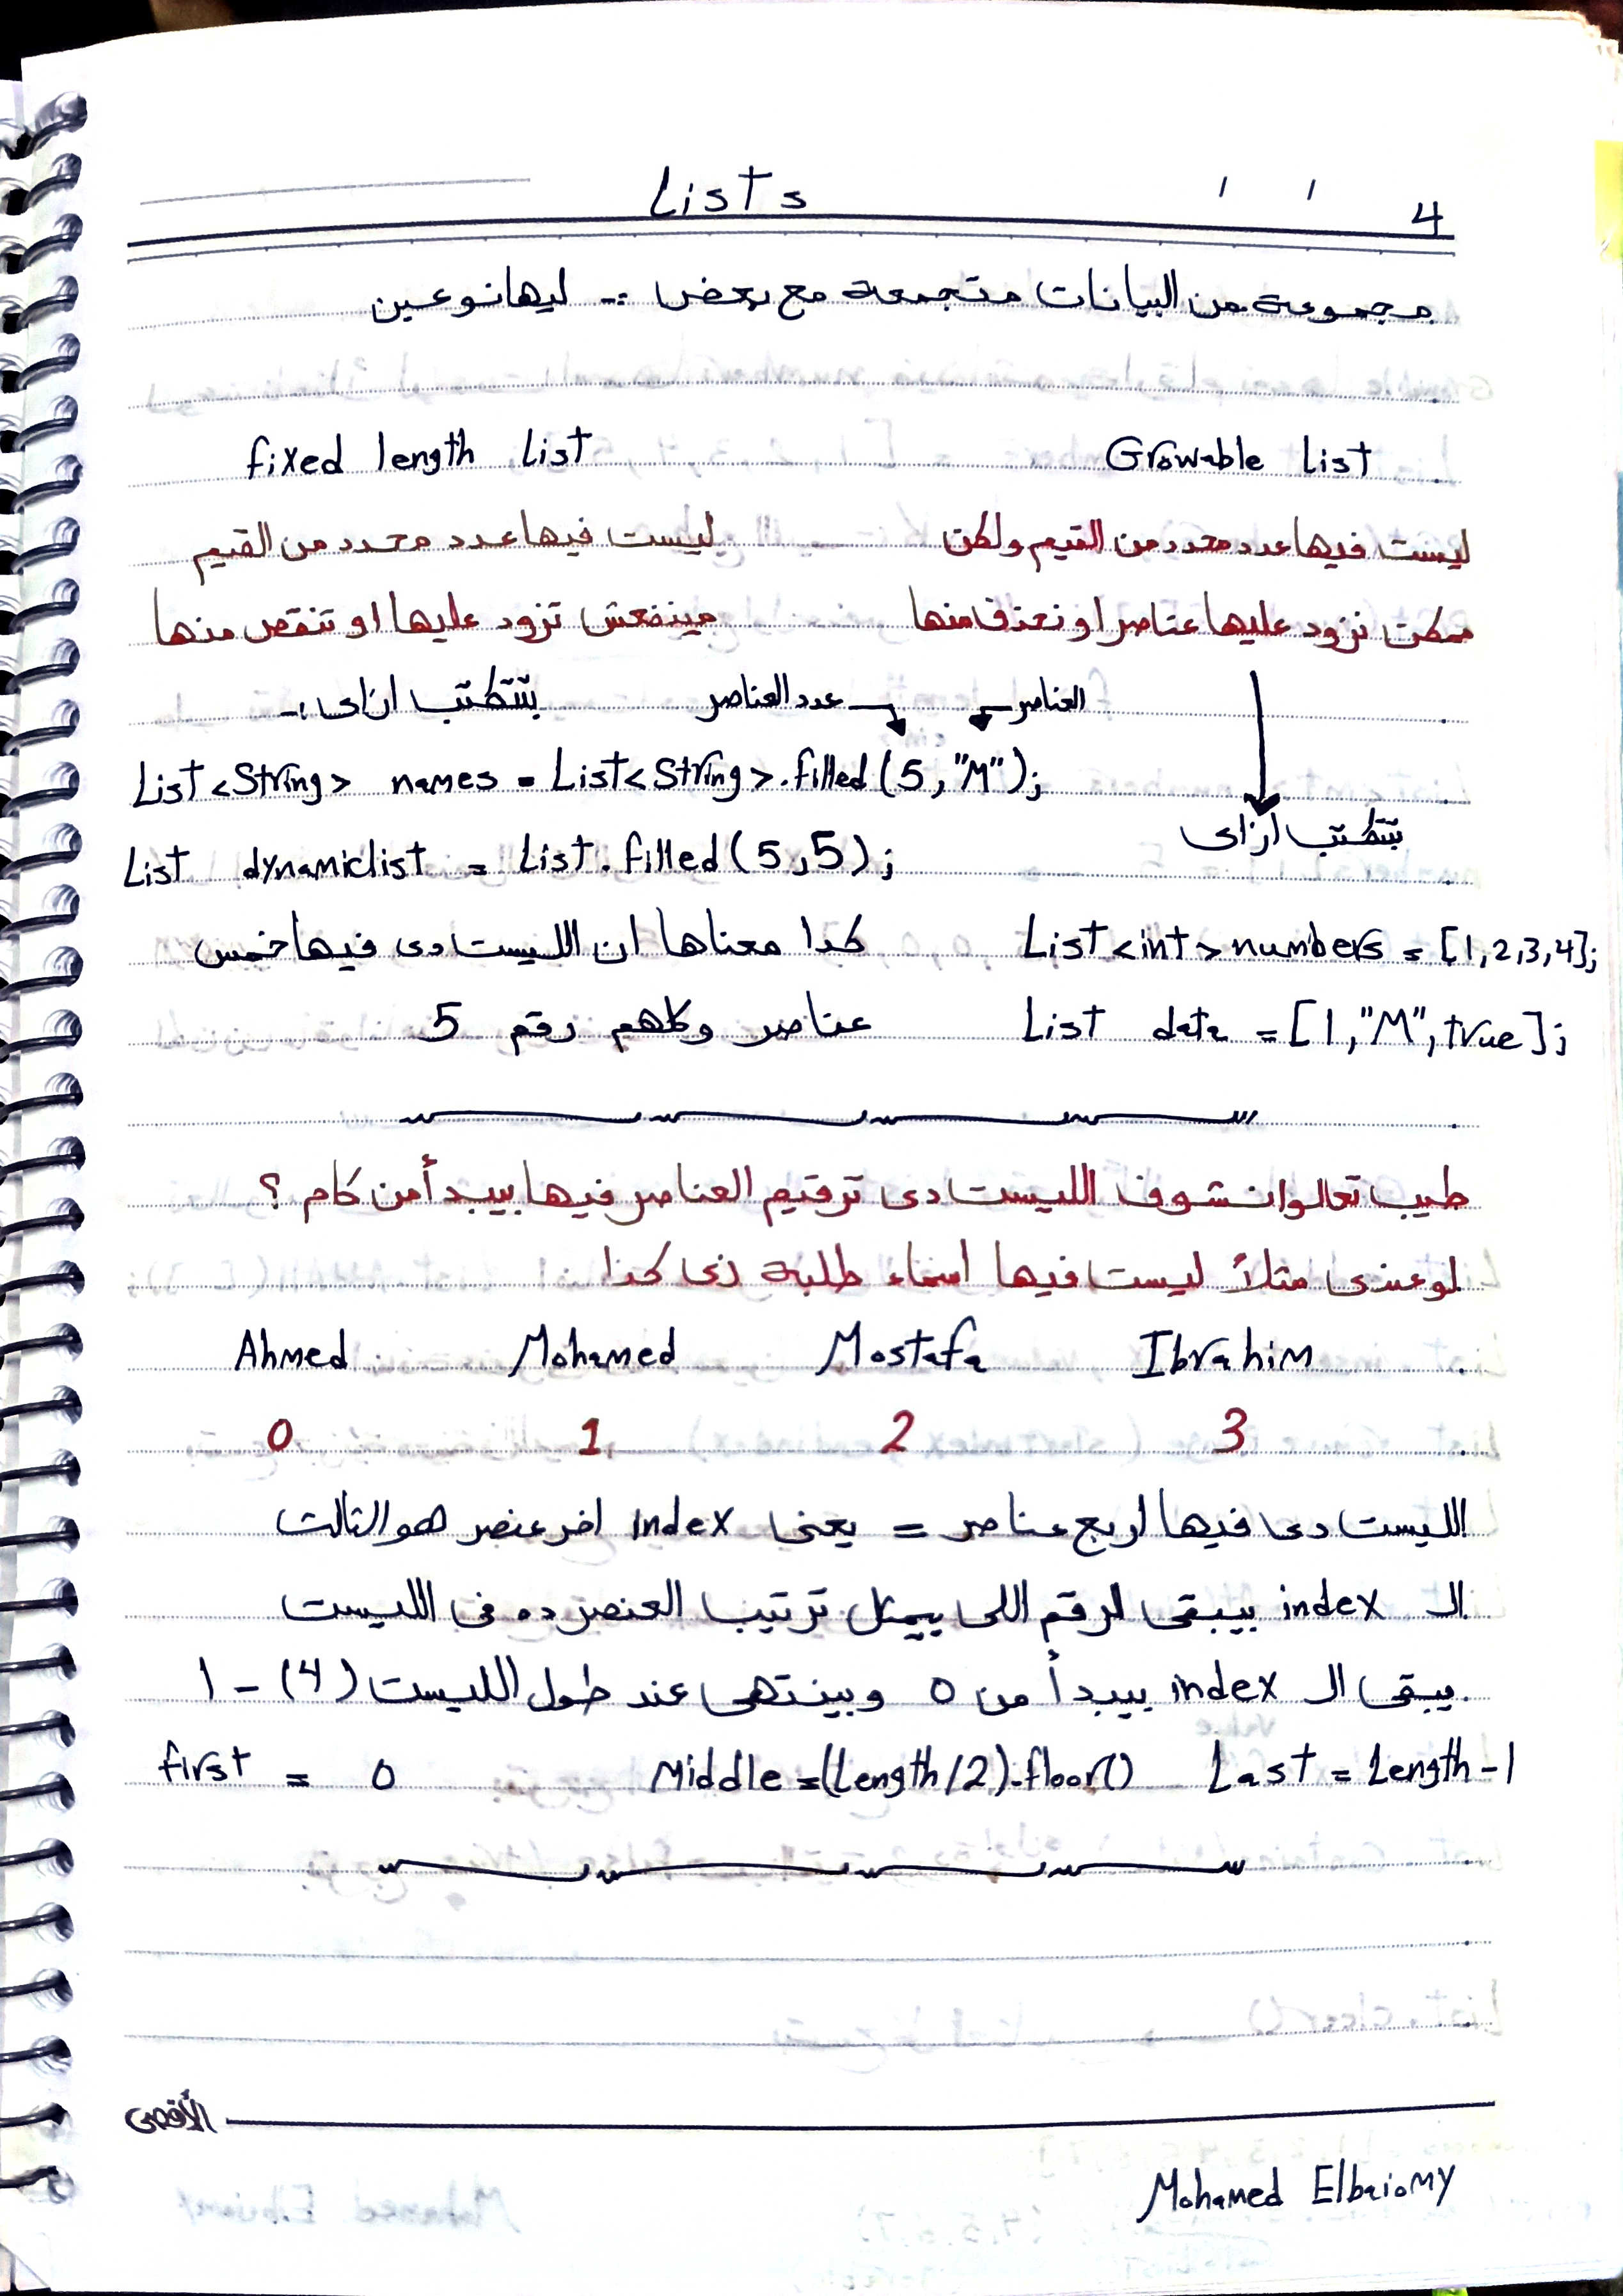 Lists
4
مجموعة من البيانات متجمعة مع بعض :- ليها نوعين
fixed length list
Growable list
ليست فيها عدد محدد من القيم ولكن
ممكن نزود عليها عناصر او نحذف منها
ليست فيها عدد محدد من القيم
مينفعش تزود عليها او تنقص منها
بتتكتب ازاى :-
عدد العناصر
العناصر
List <String> names = List<String>.filled(5,"M");
List dynamiclist = List.filled(5,5);
كدا معناها ان الليست دى فيها خمس
عناصر وكلهم رقم 5
بتتكتب ازاى
List<int> numbers = [1,2,3,4];
List data = [1,"M",true];
طيب تعالوا نشوف الليست دى ترقيم العناصر فيها بيبدأ من كام ؟
لو عندى مثلاً ليست فيها اسماء طلبة زى كدا
Ahmed Mohamed Mostafa Ibrahim
0 1 2 3
الليست دى فيها اربع عناصر = يعنى index اخر عنصر هو التالت
الـ index بيبقى الرقم اللى بيمثل ترتيب العنصر ده فى الليست
يبقى الـ index بيبدأ من 0 وبينتهى عند طول الليست (4) - 1
first = 0 Middle=(Length/2).floor() Last = Length-1
الأقصى
Mohamed Elbaiomy